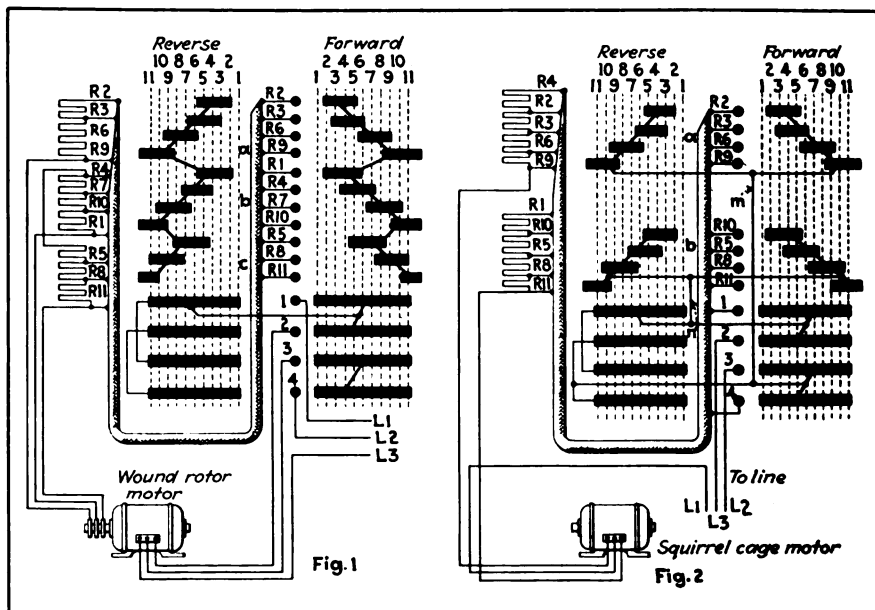 Reverse
10 8 6 4 2
11 9 7 5 3 1
Forward
2 4 6 8 10
1 3 5 7 9 11
R2
R3
R6
R9
R4
R7
R10
R1
R5
R8
R11
a
b
c
R2
R3
R6
R9
R1
R4
R7
R10
R5
R8
R11
1
2
3
4
L1
L2
L3
Wound rotor
motor
Fig.1
Reverse
10 8 6 4 2
11 9 7 5 3 1
Forward
2 4 6 8 10
1 3 5 7 9 11
R4
R2
R3
R6
R9
R1
R10
R5
R8
R11
a
b
m
n
R2
R3
R6
R9
R10
R5
R8
R11
1
2
3
4
To line
L1 L2
L3
Squirrel cage motor
Fig.2